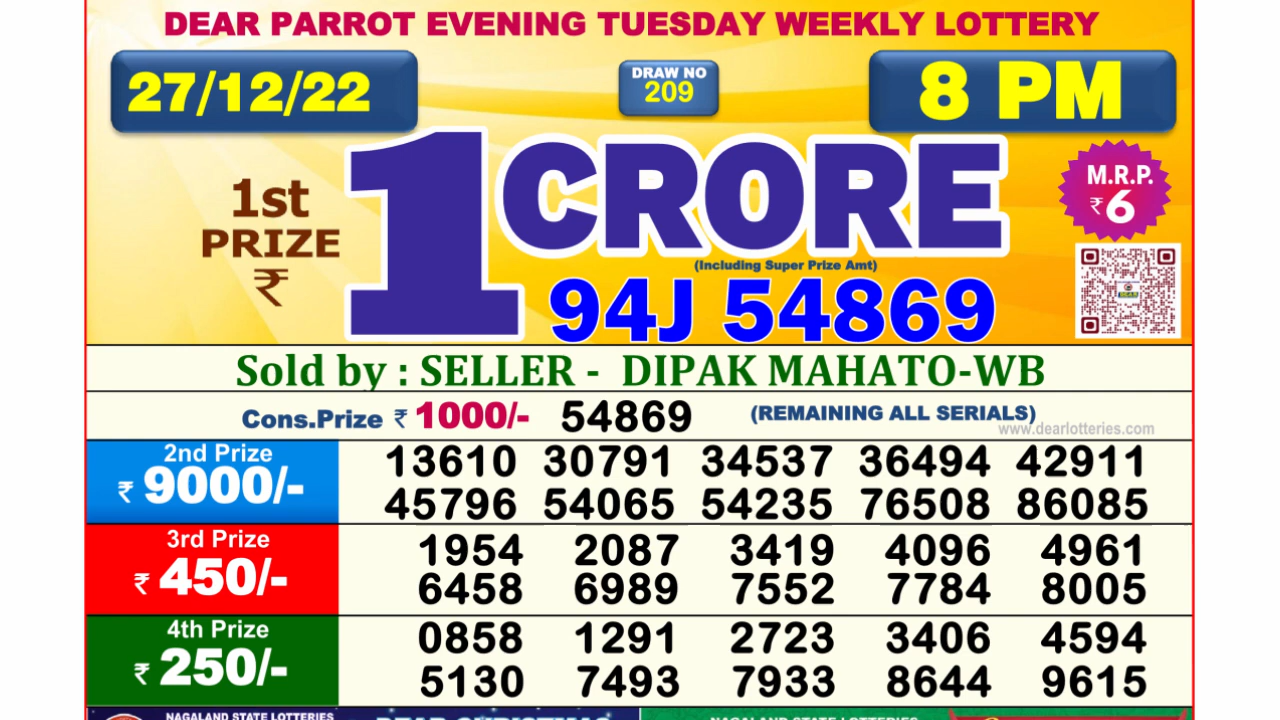 DEAR PARROT EVENING TUESDAY WEEKLY LOTTERY
27/12/22
DRAW NO
209
8 PM
1st
PRIZE
₹
1 CRORE
(Including Super Prize Amt)
94J 54869
M.R.P.
₹6
Sold by : SELLER - DIPAK MAHATO-WB
Cons.Prize ₹ 1000/- 54869 (REMAINING ALL SERIALS)
www.dearlotteries.com
2nd Prize
₹ 9000/-
13610 30791 34537 36494 42911
45796 54065 54235 76508 86085
3rd Prize
₹ 450/-
1954 2087 3419 4096 4961
6458 6989 7552 7784 8005
4th Prize
₹ 250/-
0858 1291 2723 3406 4594
5130 7493 7933 8644 9615
NAGALAND STATE LOTTERIES DEAR CHRISTMAS NAGALAND STATE LOTTERIES